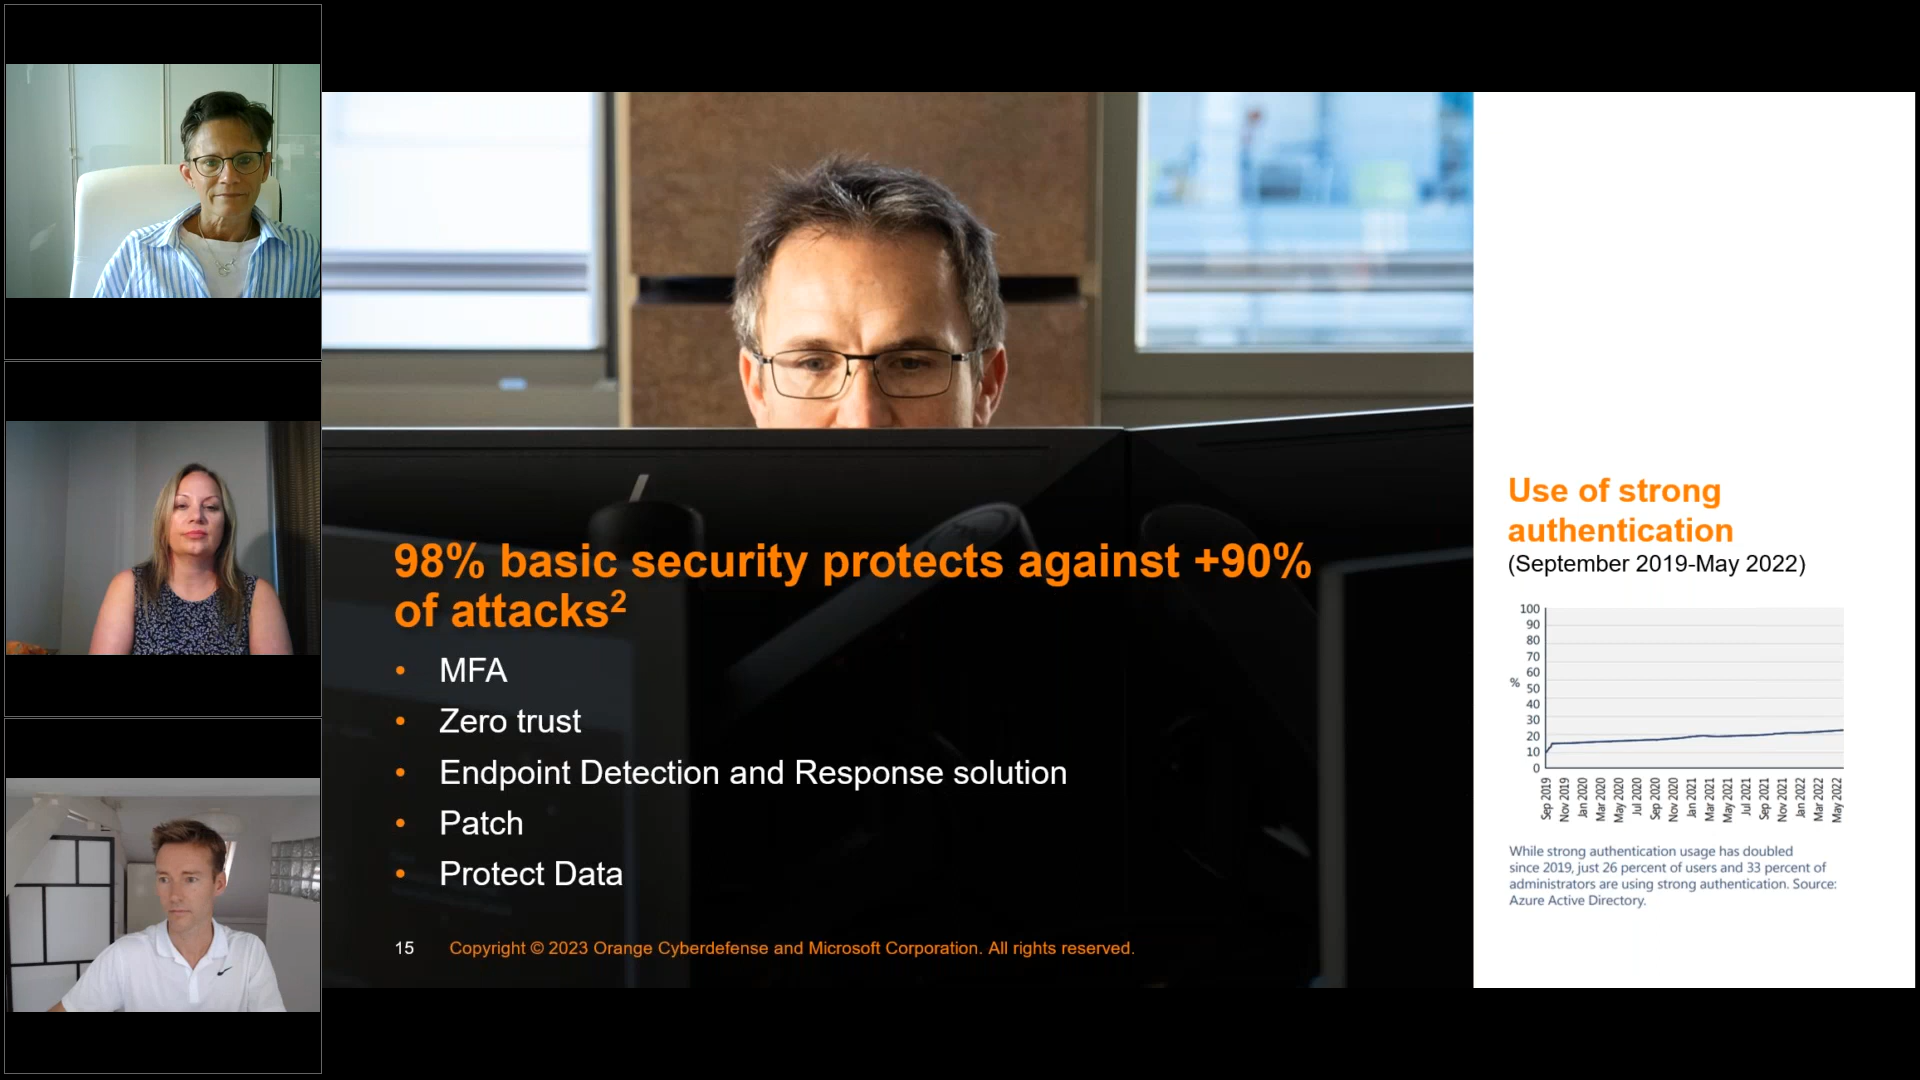 98% basic security protects against +90%
of attacks²
• MFA
• Zero trust
• Endpoint Detection and Response solution
• Patch
• Protect Data
15 Copyright © 2023 Orange Cyberdefense and Microsoft Corporation. All rights reserved.
Use of strong
authentication
(September 2019-May 2022)
100
90
80
70
60
%
50
40
30
20
10
0
Sep 2019
Nov 2019
Jan 2020
Mar 2020
May 2020
Jul 2020
Sep 2020
Nov 2020
Jan 2021
Mar 2021
May 2021
Jul 2021
Sep 2021
Nov 2021
Jan 2022
Mar 2022
May 2022
While strong authentication usage has doubled
since 2019, just 26 percent of users and 33 percent of
administrators are using strong authentication. Source:
Azure Active Directory.